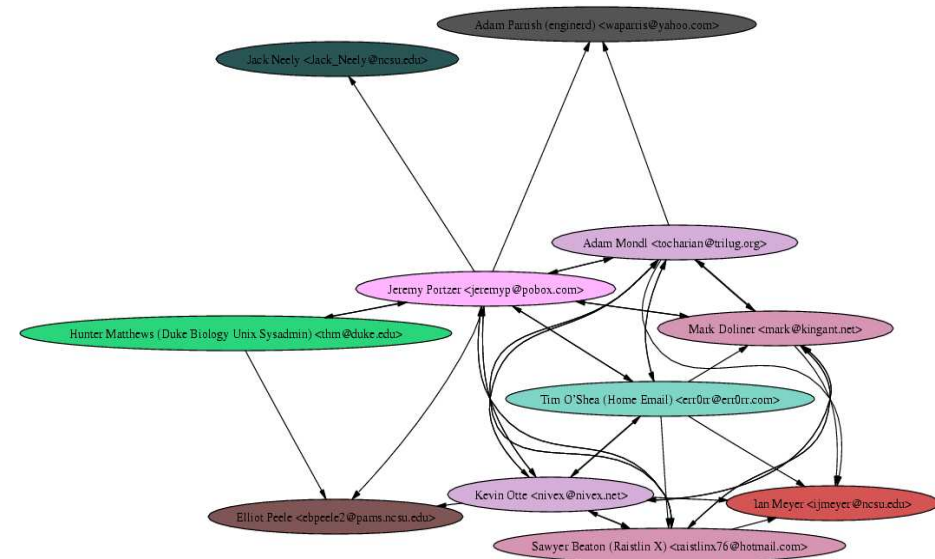 Adam Parrish (enginerd) <waparris@yahoo.com>
Jack Neely <Jack_Neely@ncsu.edu>
Adam Mondl <tocharian@trilug.org>
Jeremy Portzer <jeremyp@pobox.com>
Hunter Matthews (Duke Biology Unix Sysadmin) <thm@duke.edu>
Mark Doliner <mark@kingant.net>
Tim O'Shea (Home Email) <err0rr@err0rr.com>
Kevin Otte <nivex@nivex.net>
Ian Meyer <ijmeyer@ncsu.edu>
Elliot Peele <ebpeele2@pams.ncsu.edu>
Sawyer Beaton (Raistlin X) <raistlinx76@hotmail.com>